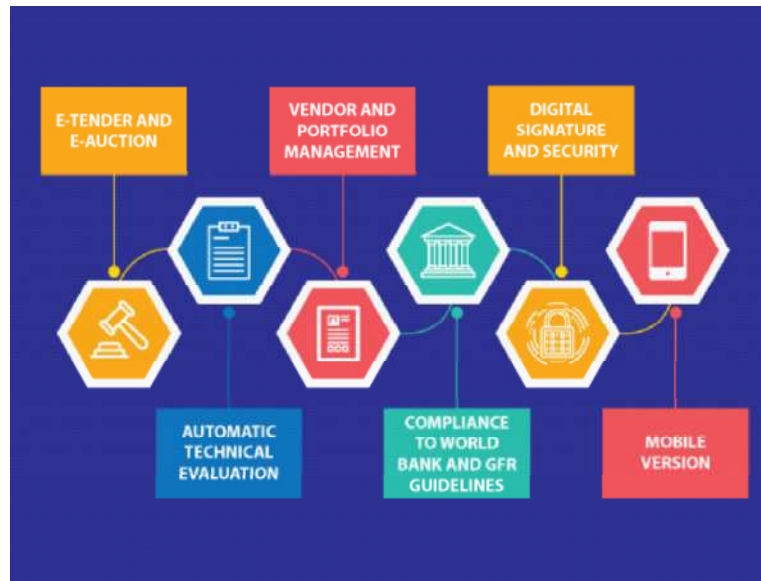 E-TENDER AND
E-AUCTION
VENDOR AND
PORTFOLIO
MANAGEMENT
DIGITAL
SIGNATURE
AND SECURITY
AUTOMATIC
TECHNICAL
EVALUATION
COMPLIANCE
TO WORLD
BANK AND GFR
GUIDELINES
MOBILE
VERSION